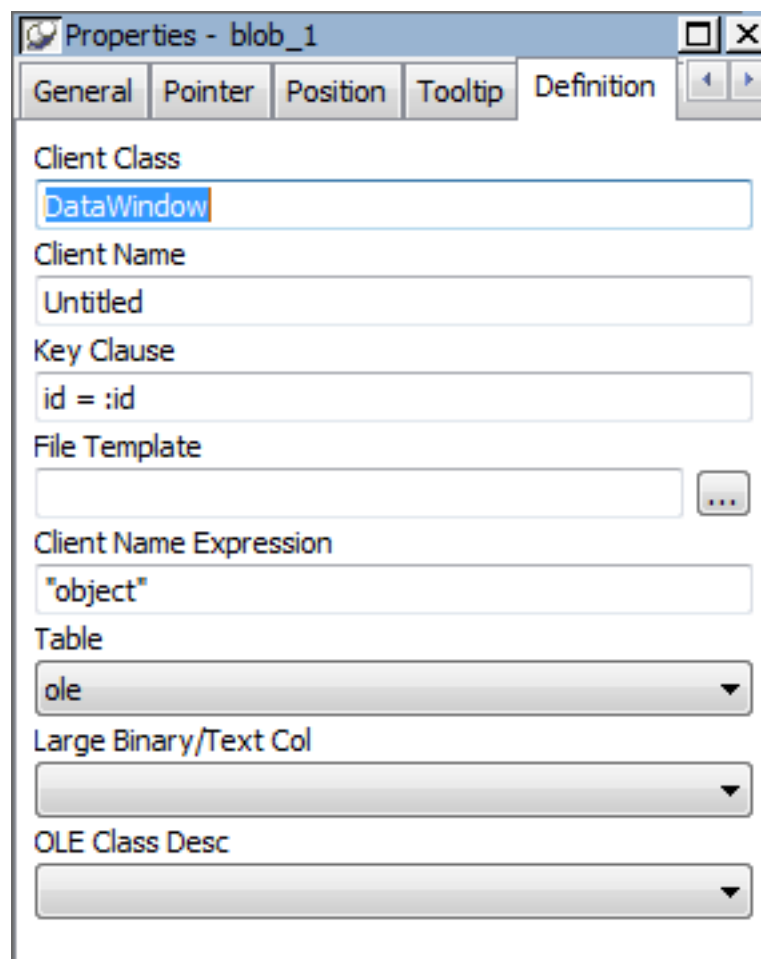 Properties - blob_1
General Pointer Position Tooltip Definition
Client Class
DataWindow
Client Name
Untitled
Key Clause
id = :id
File Template
...
Client Name Expression
"object"
Table
ole
Large Binary/Text Col
OLE Class Desc